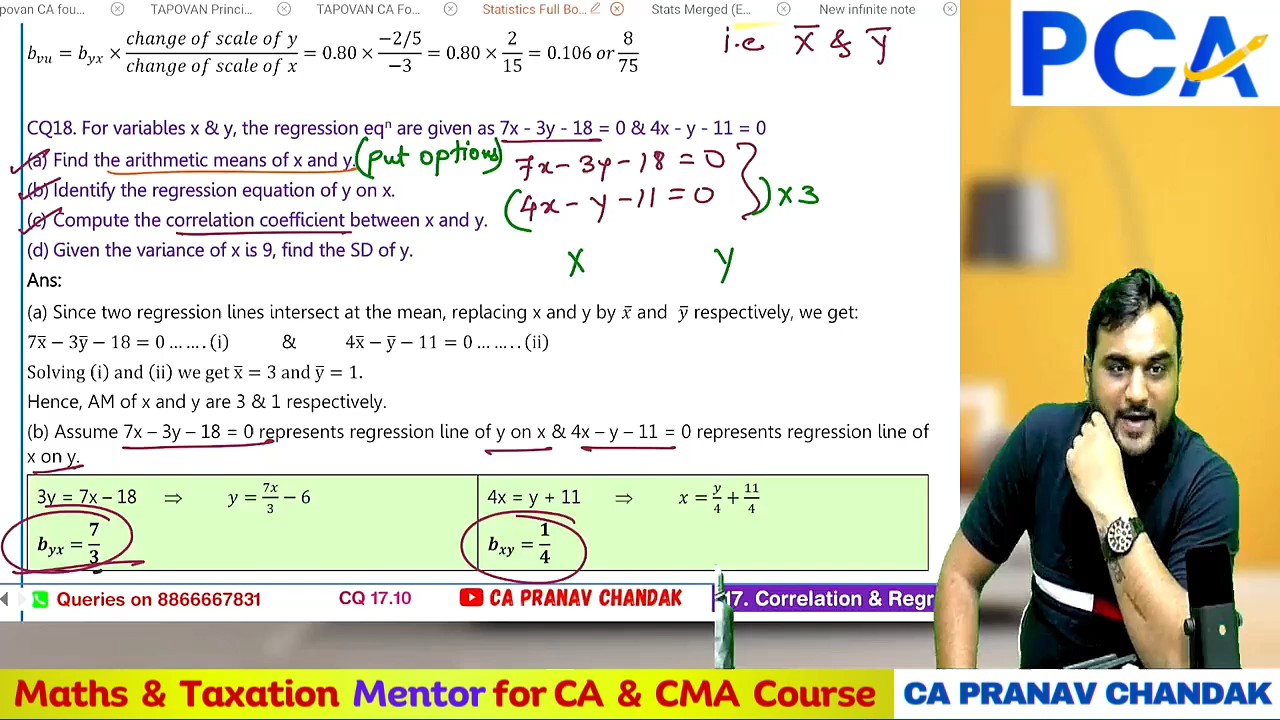 apovan CA fou... TAPOVAN Princi... TAPOVAN CA Fo... Statistics Full Bo... Stats Merged (E... New infinite note
b_vu = b_yx × change of scale of y / change of scale of x = 0.80 × (-2/5)/(−3) = 0.80 × 2/15 = 0.106 or 8/75
i.e x̄ & ȳ
PCA
CQ18. For variables x & y, the regression eqⁿ are given as 7x - 3y - 18 = 0 & 4x - y - 11 = 0
(a) Find the arithmetic means of x and y. (put options) 7x - 3y - 18 = 0
(b) Identify the regression equation of y on x. (4x - y - 11 = 0) × 3
(c) Compute the correlation coefficient between x and y.
(d) Given the variance of x is 9, find the SD of y.
x y
Ans:
(a) Since two regression lines intersect at the mean, replacing x and y by x̄ and ȳ respectively, we get:
7x̄ − 3ȳ − 18 = 0 ... .... (i) & 4x̄ − ȳ − 11 = 0 ... ... .. (ii)
Solving (i) and (ii) we get x̄ = 3 and ȳ = 1.
Hence, AM of x and y are 3 & 1 respectively.
(b) Assume 7x − 3y − 18 = 0 represents regression line of y on x & 4x − y − 11 = 0 represents regression line of
x on y.
3y = 7x − 18 ⇒ y = 7x/3 − 6
4x = y + 11 ⇒ x = y/4 + 11/4
b_yx = 7/3
b_xy = 1/4
Queries on 8866667831 CQ 17.10 CA PRANAV CHANDAK 17. Correlation & Regr
Maths & Taxation Mentor for CA & CMA Course CA PRANAV CHANDAK